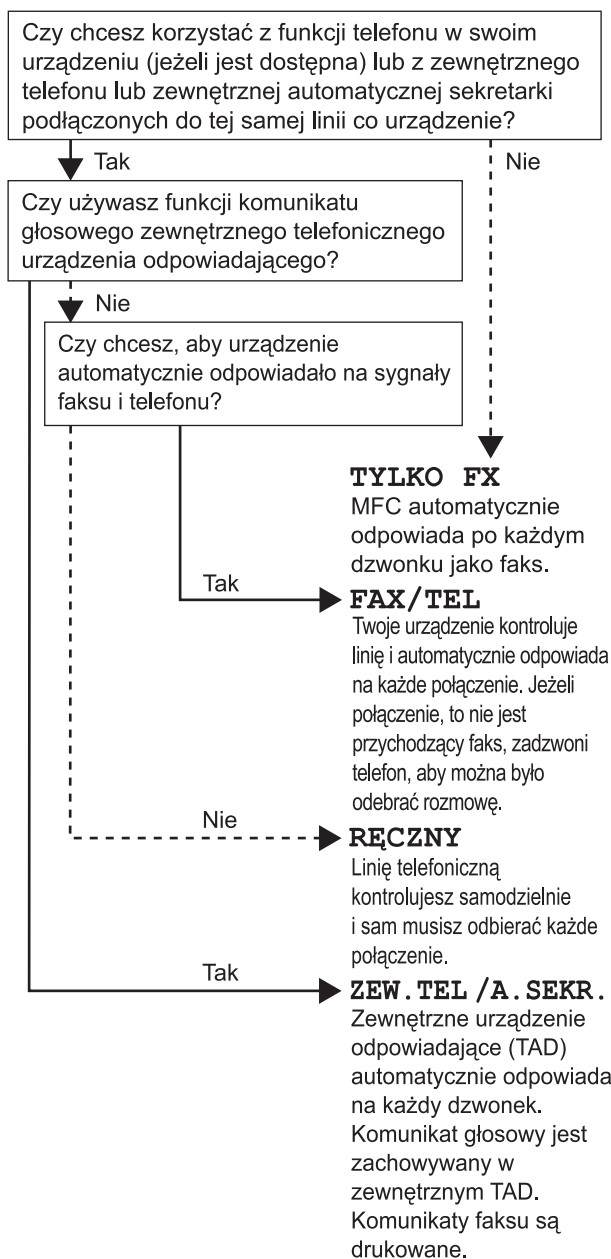 Czy chcesz korzystać z funkcji telefonu w swoim
urządzeniu (jeżeli jest dostępna) lub z zewnętrznego
telefonu lub zewnętrznej automatycznej sekretarki
podłączonych do tej samej linii co urządzenie?
Tak
Nie
Czy używasz funkcji komunikatu
głosowego zewnętrznego telefonicznego
urządzenia odpowiadającego?
Nie
Czy chcesz, aby urządzenie
automatycznie odpowiadało na sygnały
faksu i telefonu?
TYLKO FX
MFC automatycznie
odpowiada po każdym
dzwonku jako faks.
Tak
FAX/TEL
Twoje urządzenie kontroluje
linię i automatycznie odpowiada
na każde połączenie. Jeżeli
połączenie, to nie jest
przychodzący faks, zadzwoni
telefon, aby można było
odebrać rozmowę.
Nie
RĘCZNY
Linię telefoniczną
kontrolujesz samodzielnie
i sam musisz odbierać każde
połączenie.
Tak
ZEW.TEL /A.SEKR.
Zewnętrzne urządzenie
odpowiadające (TAD)
automatycznie odpowiada
na każdy dzwonek.
Komunikat głosowy jest
zachowywany w
zewnętrznym TAD.
Komunikaty faksu są
drukowane.